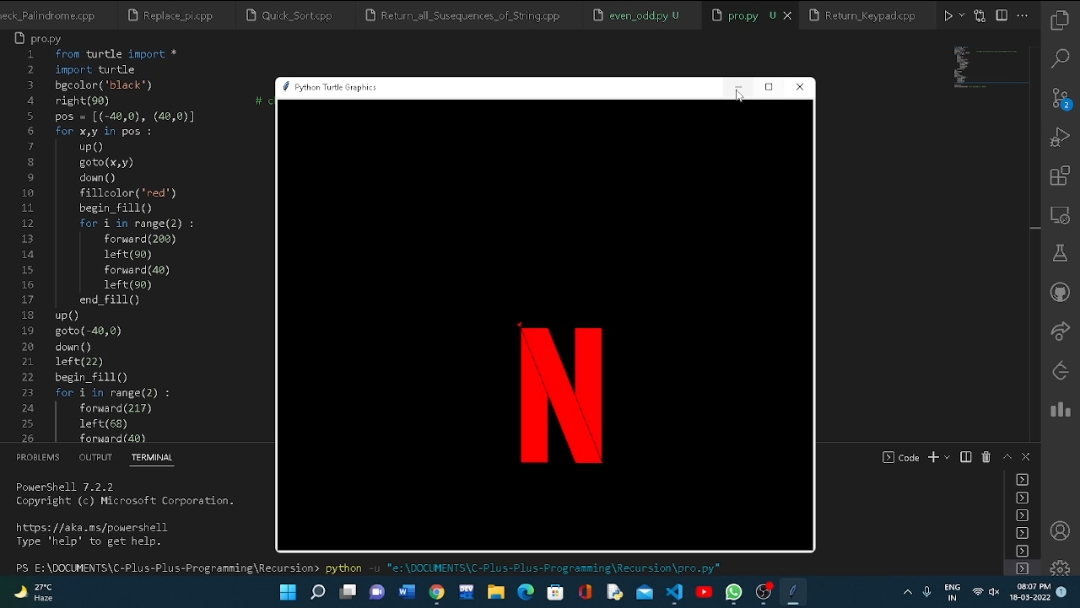 eck_Palindrome.cpp Replace_pi.cpp Quick_Sort.cpp Return_all_Susequences_of_String.cpp even_odd.py U pro.py U Return_Keypad.cpp
pro.py
1 from turtle import *
2 import turtle
3 bgcolor('black')
4 right(90) # c
5 pos = [(-40,0), (40,0)]
6 for x,y in pos :
7 up()
8 goto(x,y)
9 down()
10 fillcolor('red')
11 begin_fill()
12 for i in range(2) :
13 forward(200)
14 left(90)
15 forward(40)
16 left(90)
17 end_fill()
18 up()
19 goto(-40,0)
20 down()
21 left(22)
22 begin_fill()
23 for i in range(2) :
24 forward(217)
25 left(68)
26 forward(40)
Python Turtle Graphics
N
2
PROBLEMS OUTPUT TERMINAL Code
PowerShell 7.2.2
Copyright (c) Microsoft Corporation.
https://aka.ms/powershell
Type 'help' to get help.
PS E:\DOCUMENTS\C-Plus-Plus-Programming\Recursion> python -u "e:\DOCUMENTS\C-Plus-Plus-Programming\Recursion\pro.py"
27°C
Haze
ENG
IN
08:07 PM
18-03-2022
1